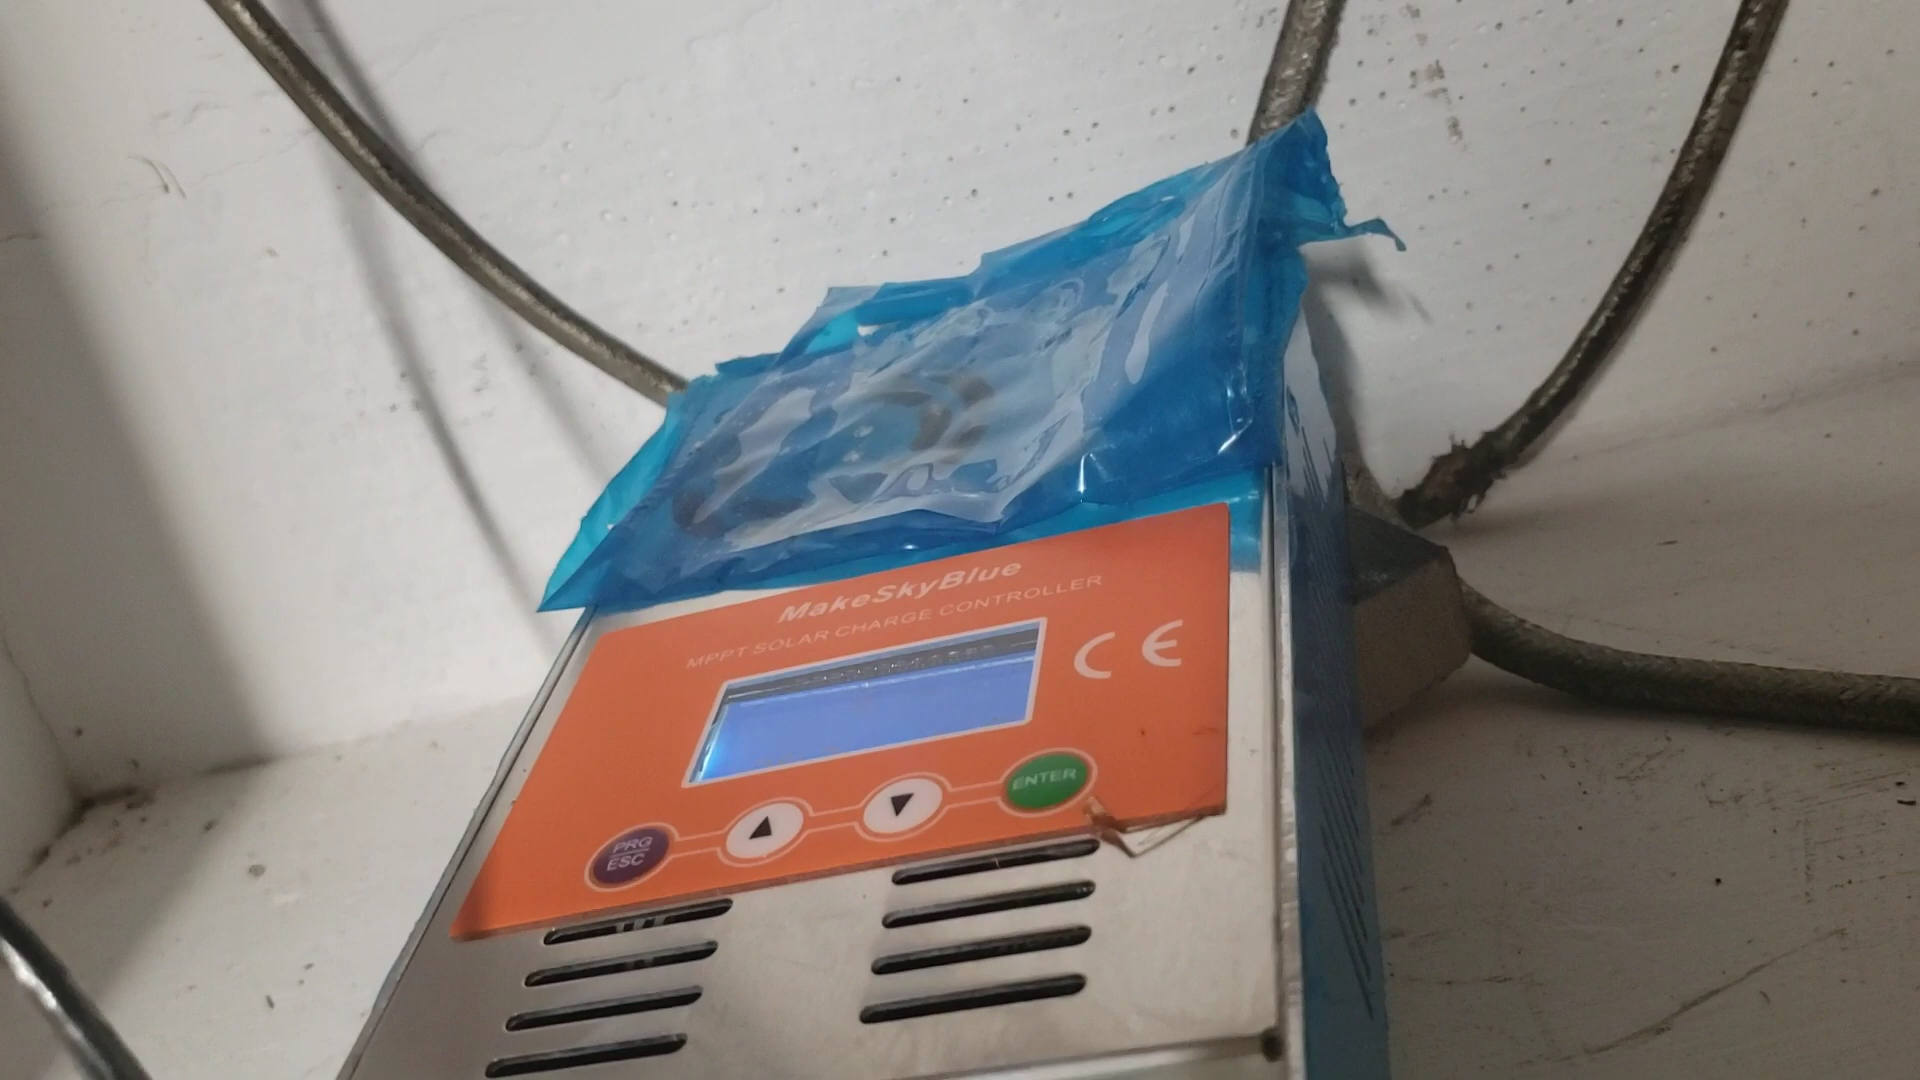 MakeSkyBlue
MPPT SOLAR CHARGE CONTROLLER
CE
PRG
ESC
ENTER